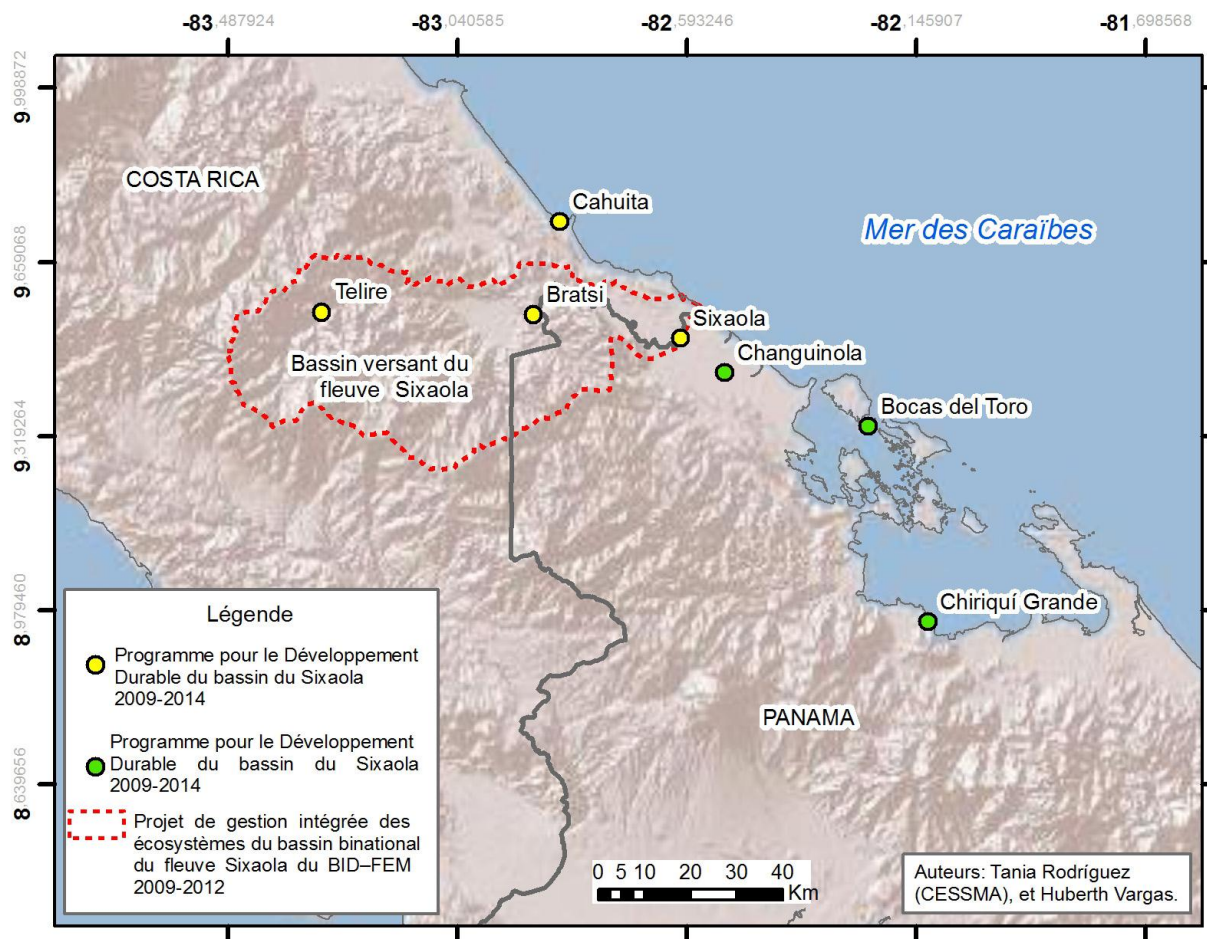 -83,487924 -83,040585 -82,593246 -82,145907 -81,698568
9,998872
9,659068
9,319264
8,979460
8,639656
COSTA RICA
Cahuita
Mer des Caraïbes
Telire
Bratsi
Sixaola
Bassin versant du
fleuve Sixaola
Changuinola
Bocas del Toro
Chiriquí Grande
PANAMA
Légende
Programme pour le Développement
Durable du bassin du Sixaola
2009-2014
Programme pour le Développement
Durable du bassin du Sixaola
2009-2014
Projet de gestion intégrée des
écosystèmes du bassin binational
du fleuve Sixaola du BID–FEM
2009-2012
0 5 10 20 30 40
Km
Auteurs: Tania Rodríguez
(CESSMA), et Huberth Vargas.